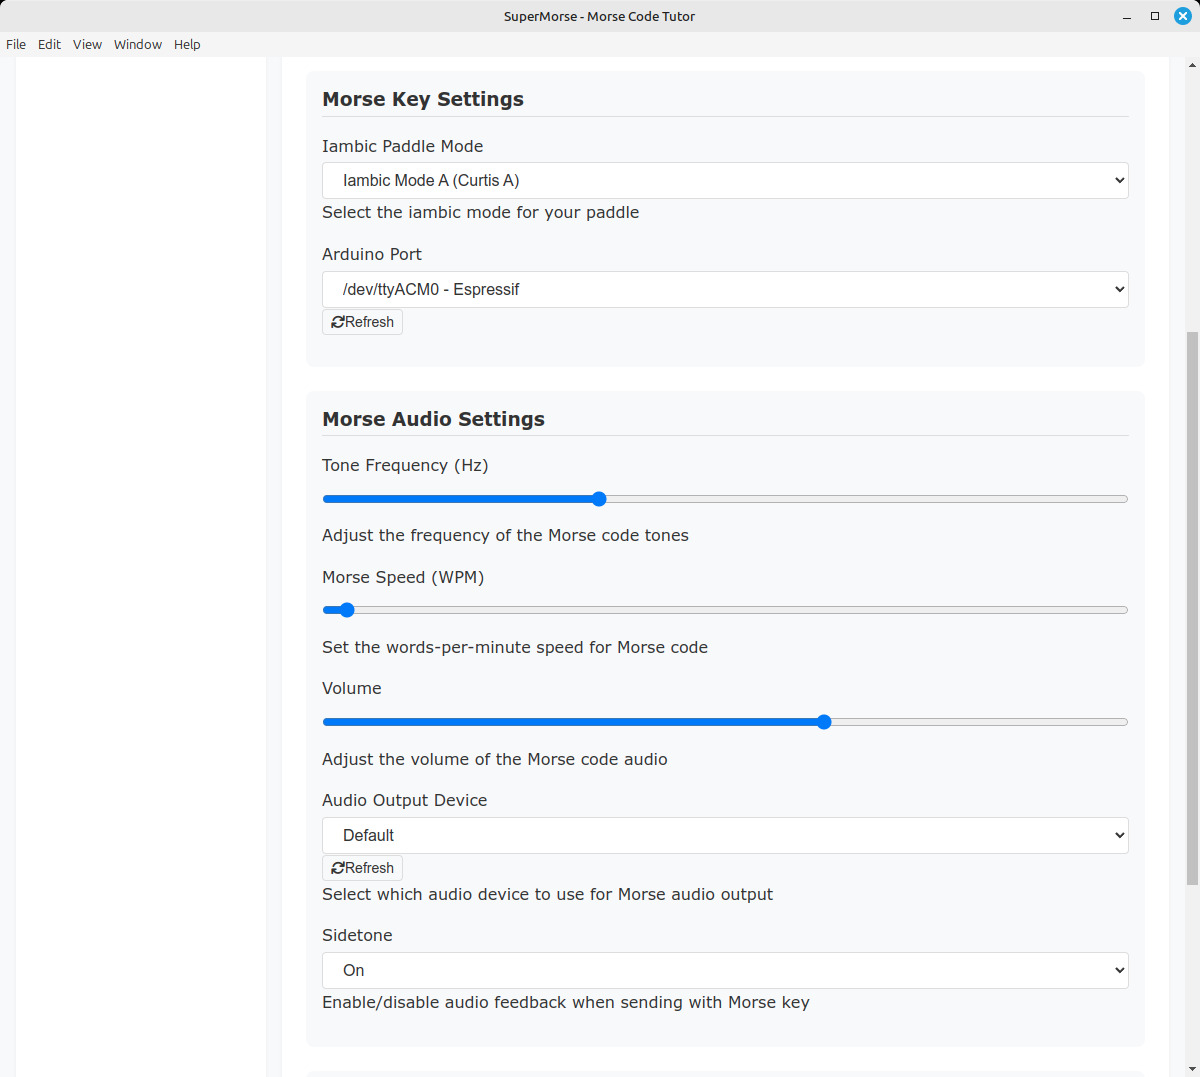 SuperMorse - Morse Code Tutor
File Edit View Window Help
Morse Key Settings
Iambic Paddle Mode
Iambic Mode A (Curtis A)
Select the iambic mode for your paddle
Arduino Port
/dev/ttyACM0 - Espressif
Refresh
Morse Audio Settings
Tone Frequency (Hz)
Adjust the frequency of the Morse code tones
Morse Speed (WPM)
Set the words-per-minute speed for Morse code
Volume
Adjust the volume of the Morse code audio
Audio Output Device
Default
Refresh
Select which audio device to use for Morse audio output
Sidetone
On
Enable/disable audio feedback when sending with Morse key